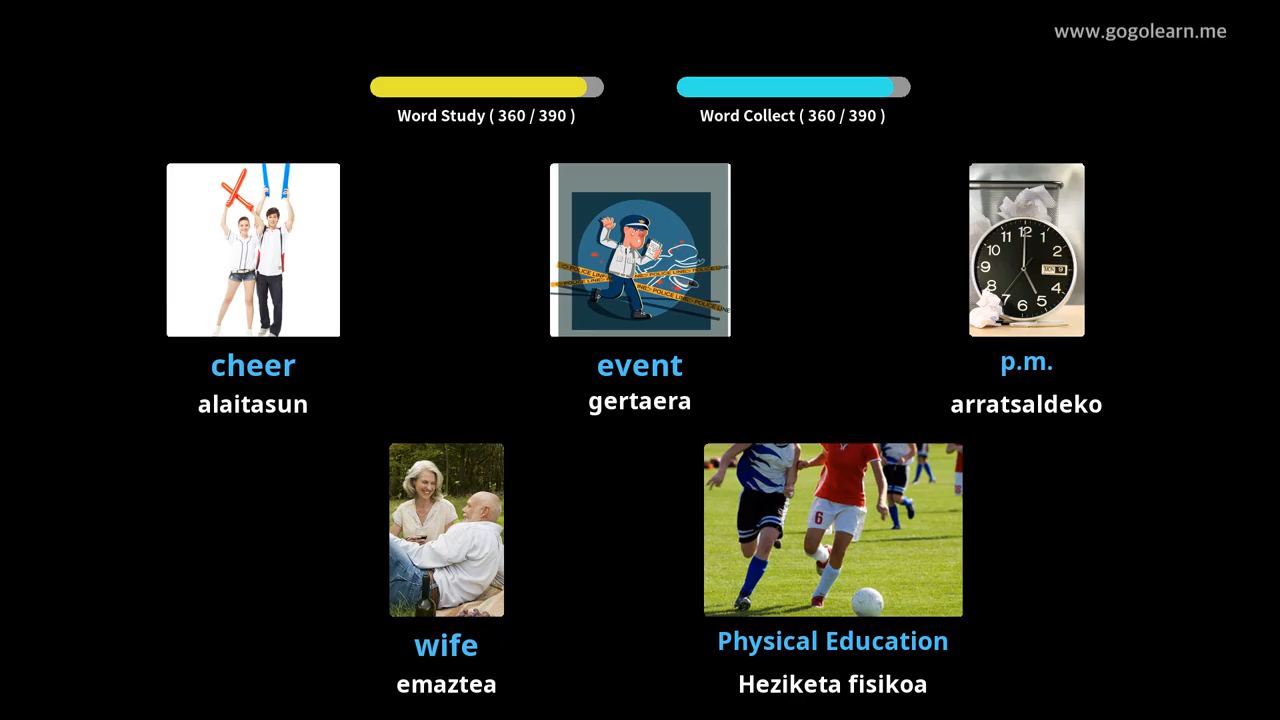 www.gogolearn.me
Word Study ( 360 / 390 )
Word Collect ( 360 / 390 )
cheer
event
p.m.
alaitasun
gertaera
arratsaldeko
wife
Physical Education
emaztea
Heziketa fisikoa